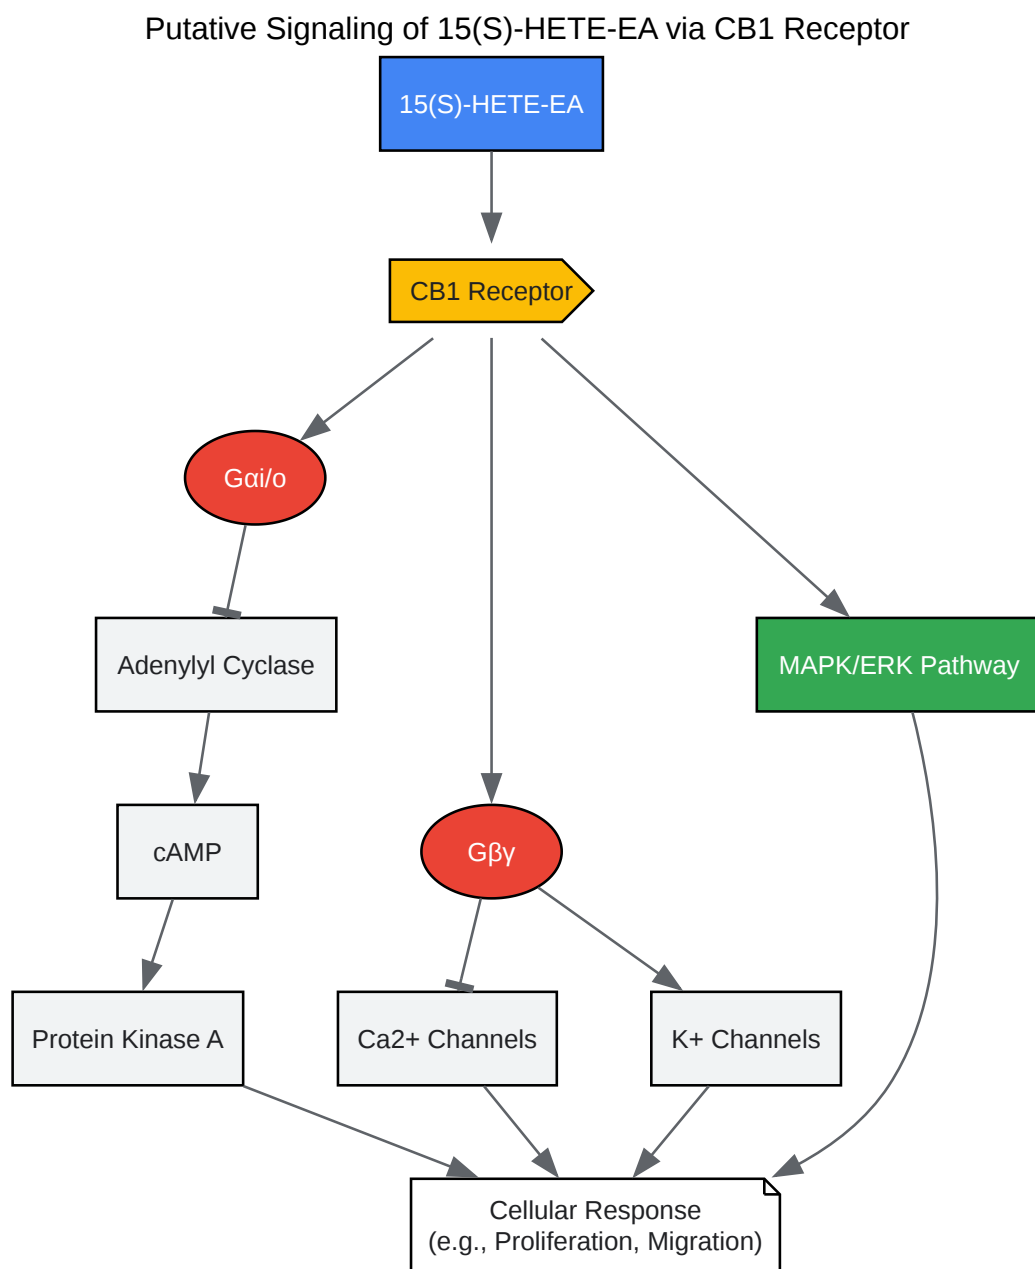 Putative Signaling of 15(S)-HETE-EA via CB1 Receptor
15(S)-HETE-EA
CB1 Receptor
Gαi/o
Adenylyl Cyclase
MAPK/ERK Pathway
cAMP
Gβγ
Protein Kinase A
Ca2+ Channels
K+ Channels
Cellular Response
(e.g., Proliferation, Migration)